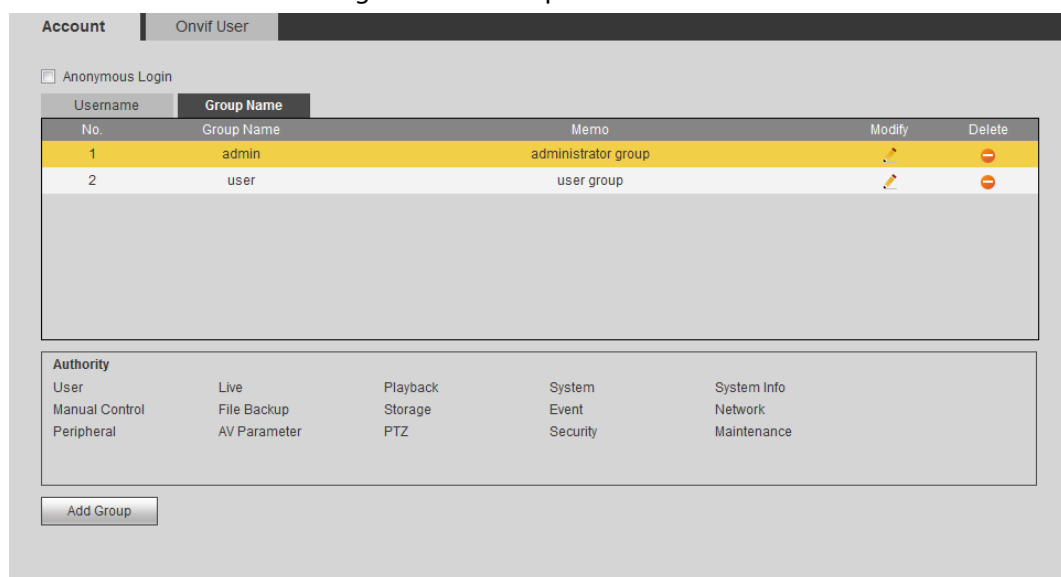 Account Onvif User
Anonymous Login
Username Group Name
No. Group Name Memo Modify Delete
1 admin administrator group
2 user user group
Authority
User Live Playback System System Info
Manual Control File Backup Storage Event Network
Peripheral AV Parameter PTZ Security Maintenance
Add Group